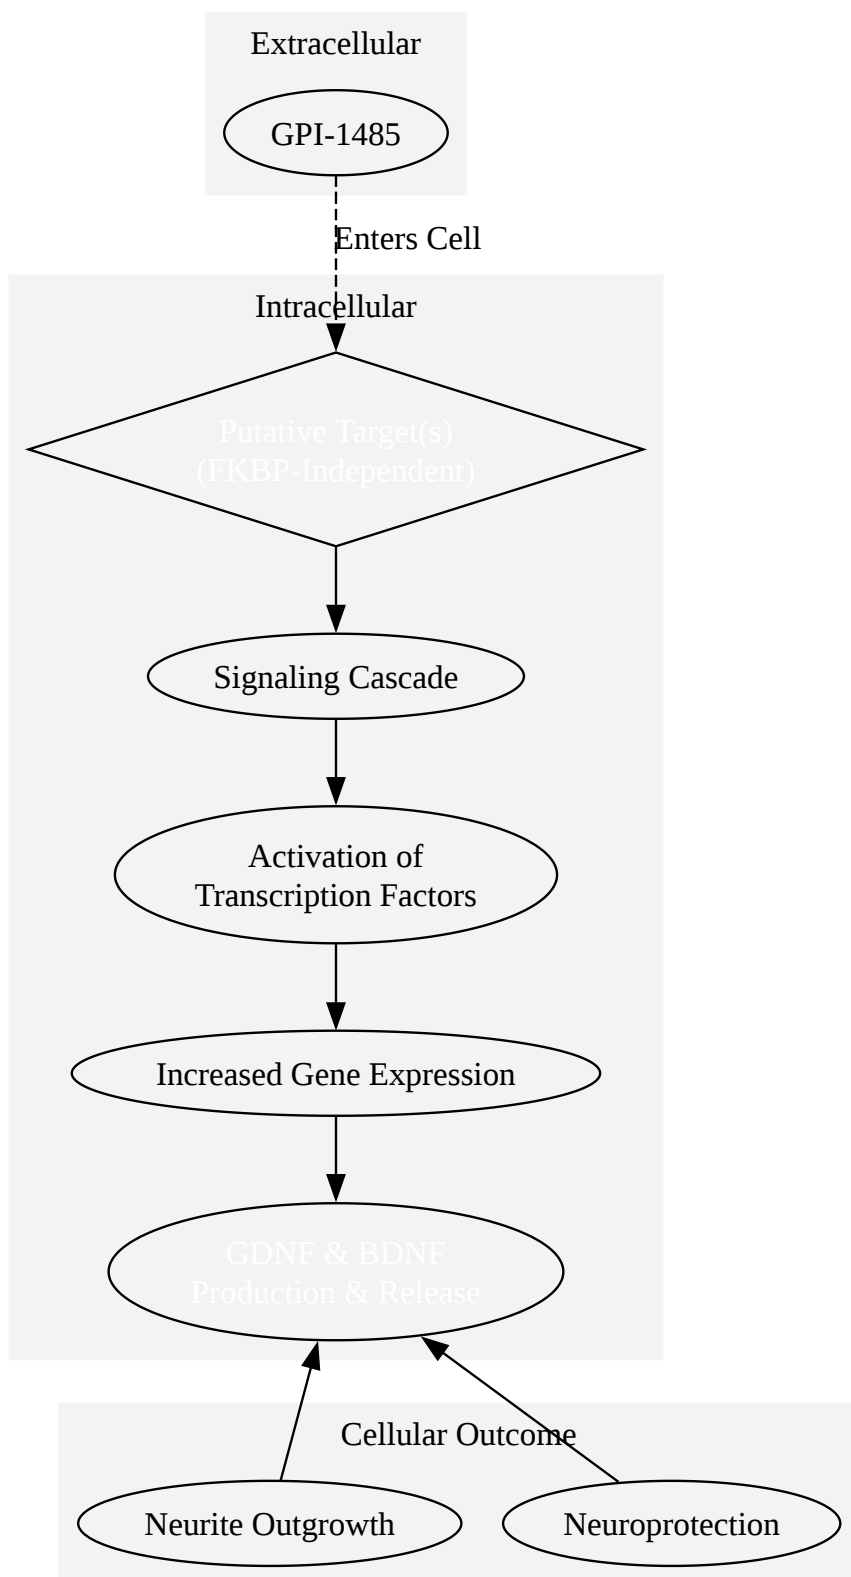 Extracellular
GPI-1485
Enters Cell
Intracellular
Putative Target(s)
(FKBP-Independent)
Signaling Cascade
Activation of
Transcription Factors
Increased Gene Expression
GDNF & BDNF
Production & Release
Cellular Outcome
Neurite Outgrowth
Neuroprotection